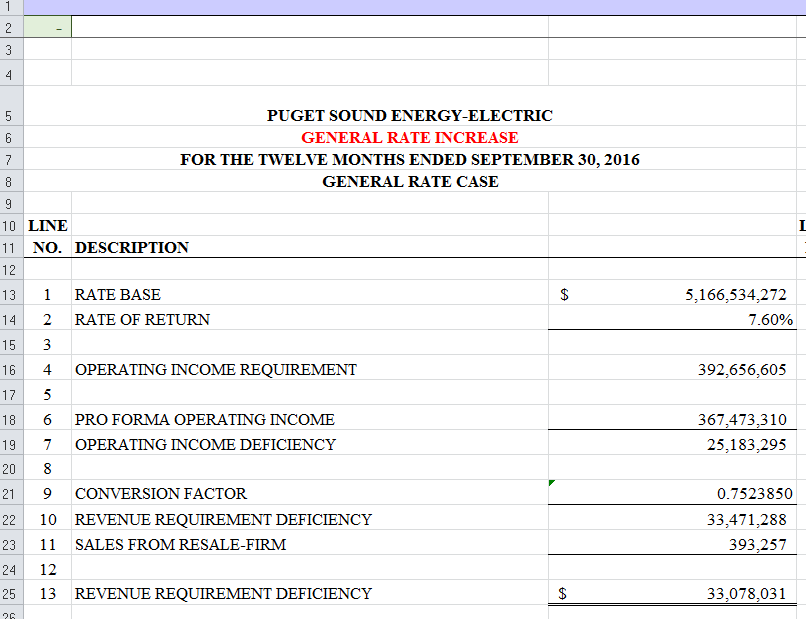 1
2 -
3
4
5 PUGET SOUND ENERGY-ELECTRIC
6 GENERAL RATE INCREASE
7 FOR THE TWELVE MONTHS ENDED SEPTEMBER 30, 2016
8 GENERAL RATE CASE
9
10 LINE
11 NO. DESCRIPTION
12
13 1 RATE BASE $ 5,166,534,272
14 2 RATE OF RETURN 7.60%
15 3
16 4 OPERATING INCOME REQUIREMENT 392,656,605
17 5
18 6 PRO FORMA OPERATING INCOME 367,473,310
19 7 OPERATING INCOME DEFICIENCY 25,183,295
20 8
21 9 CONVERSION FACTOR 0.7523850
22 10 REVENUE REQUIREMENT DEFICIENCY 33,471,288
23 11 SALES FROM RESALE-FIRM 393,257
24 12
25 13 REVENUE REQUIREMENT DEFICIENCY $ 33,078,031